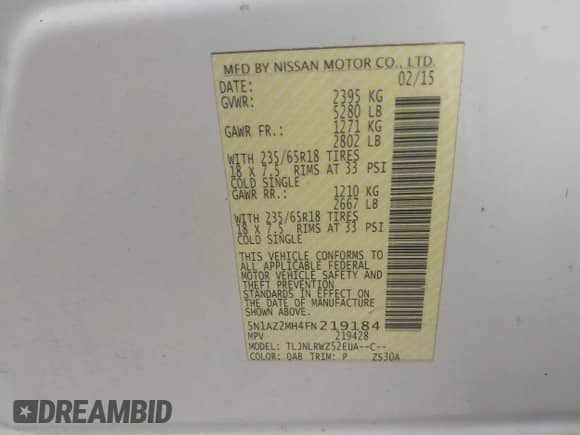 MFD BY NISSAN MOTOR CO., LTD.
DATE: 02/15
GVWR: 2395 KG
5280 LB
GAWR FR.: 1271 KG
2802 LB
WITH 235/65R18 TIRES
18 X 7.5 RIMS AT 33 PSI
COLD SINGLE
GAWR RR.: 1210 KG
2667 LB
WITH 235/65R18 TIRES
18 X 7.5 RIMS AT 33 PSI
COLD SINGLE
THIS VEHICLE CONFORMS TO
ALL APPLICABLE FEDERAL
MOTOR VEHICLE SAFETY AND
THEFT PREVENTION
STANDARDS IN EFFECT ON
THE DATE OF MANUFACTURE
SHOWN ABOVE.
5N1AZ2MH4FN219184
MPV 219428
MODEL: TLJNLRWZ52EUA--C--
COLOR: QAB TRIM: P ZS30A
DREAMBID